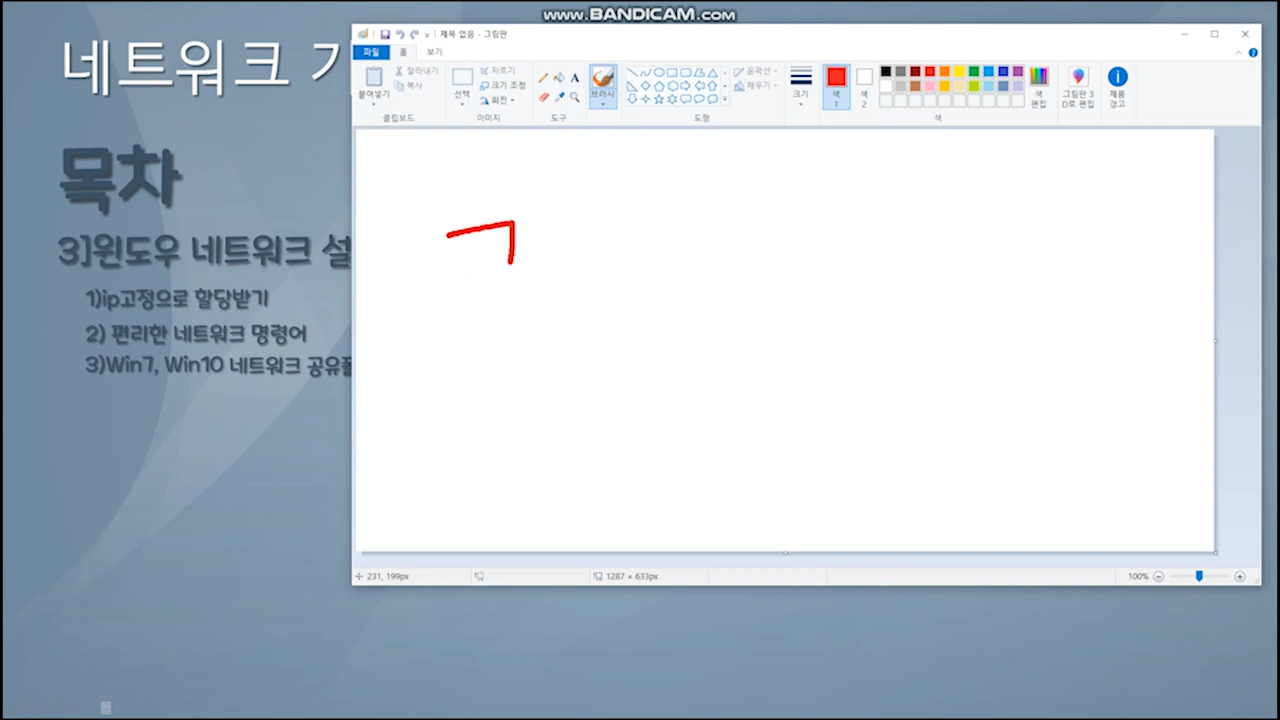 www.BANDICAM.com
네트워크 기
목차
3]윈도우 네트워크 설
1)ip고정으로 할당받기
2) 편리한 네트워크 명령어
3)Win7, Win10 네트워크 공유폴
제목 없음 - 그림판
파일 홈 보기
붙여넣기
잘라내기
복사
클립보드
선택
자르기
크기 조정
회전
이미지
도구
브러시
윤곽선
채우기
도형
크기
색
1
색
2
색
편집
색
그림판 3
D로 편집
제품
경고
231, 199px
1287 × 633px
100%